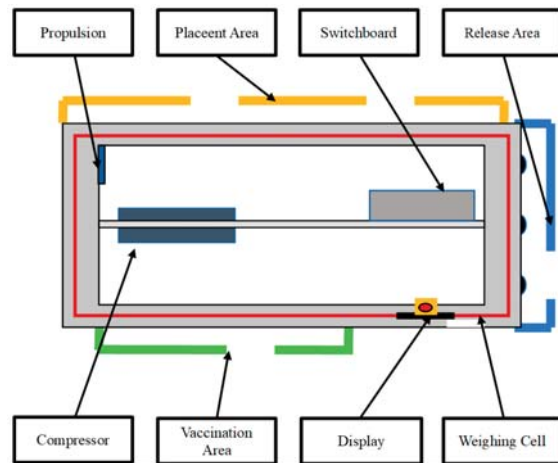 Propulsion
Placeent Area
Switchboard
Release Area
Compressor
Vaccination
Area
Display
Weighing Cell